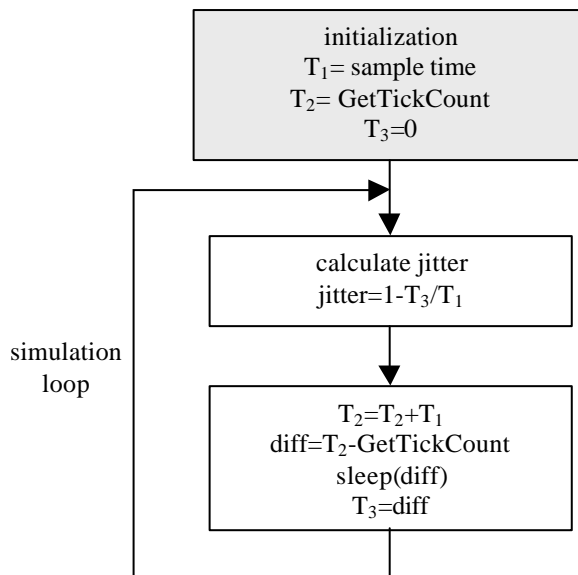 initialization
T₁= sample time
T₂= GetTickCount
T₃=0
calculate jitter
jitter=1-T₃/T₁
simulation
loop
T₂=T₂+T₁
diff=T₂-GetTickCount
sleep(diff)
T₃=diff